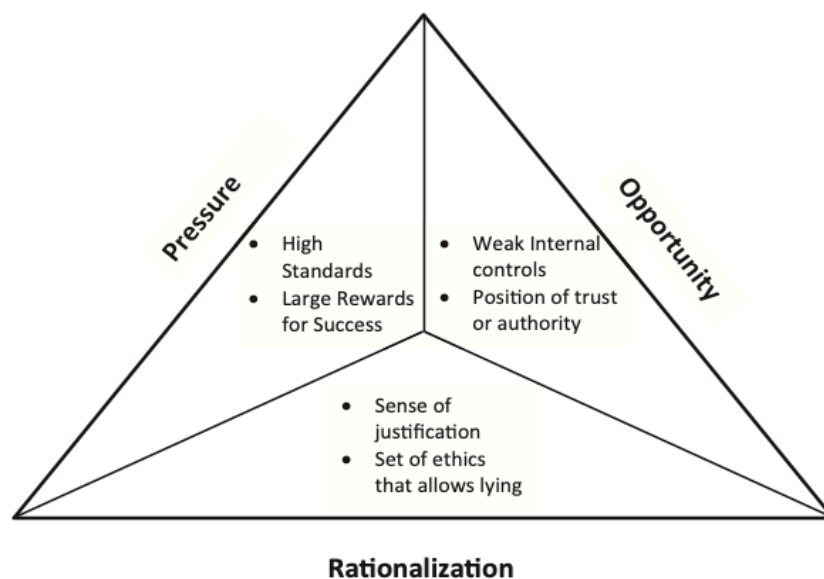 Pressure
Opportunity
• High
Standards
• Large Rewards
for Success
• Weak Internal
controls
• Position of trust
or authority
• Sense of
justification
• Set of ethics
that allows lying
Rationalization